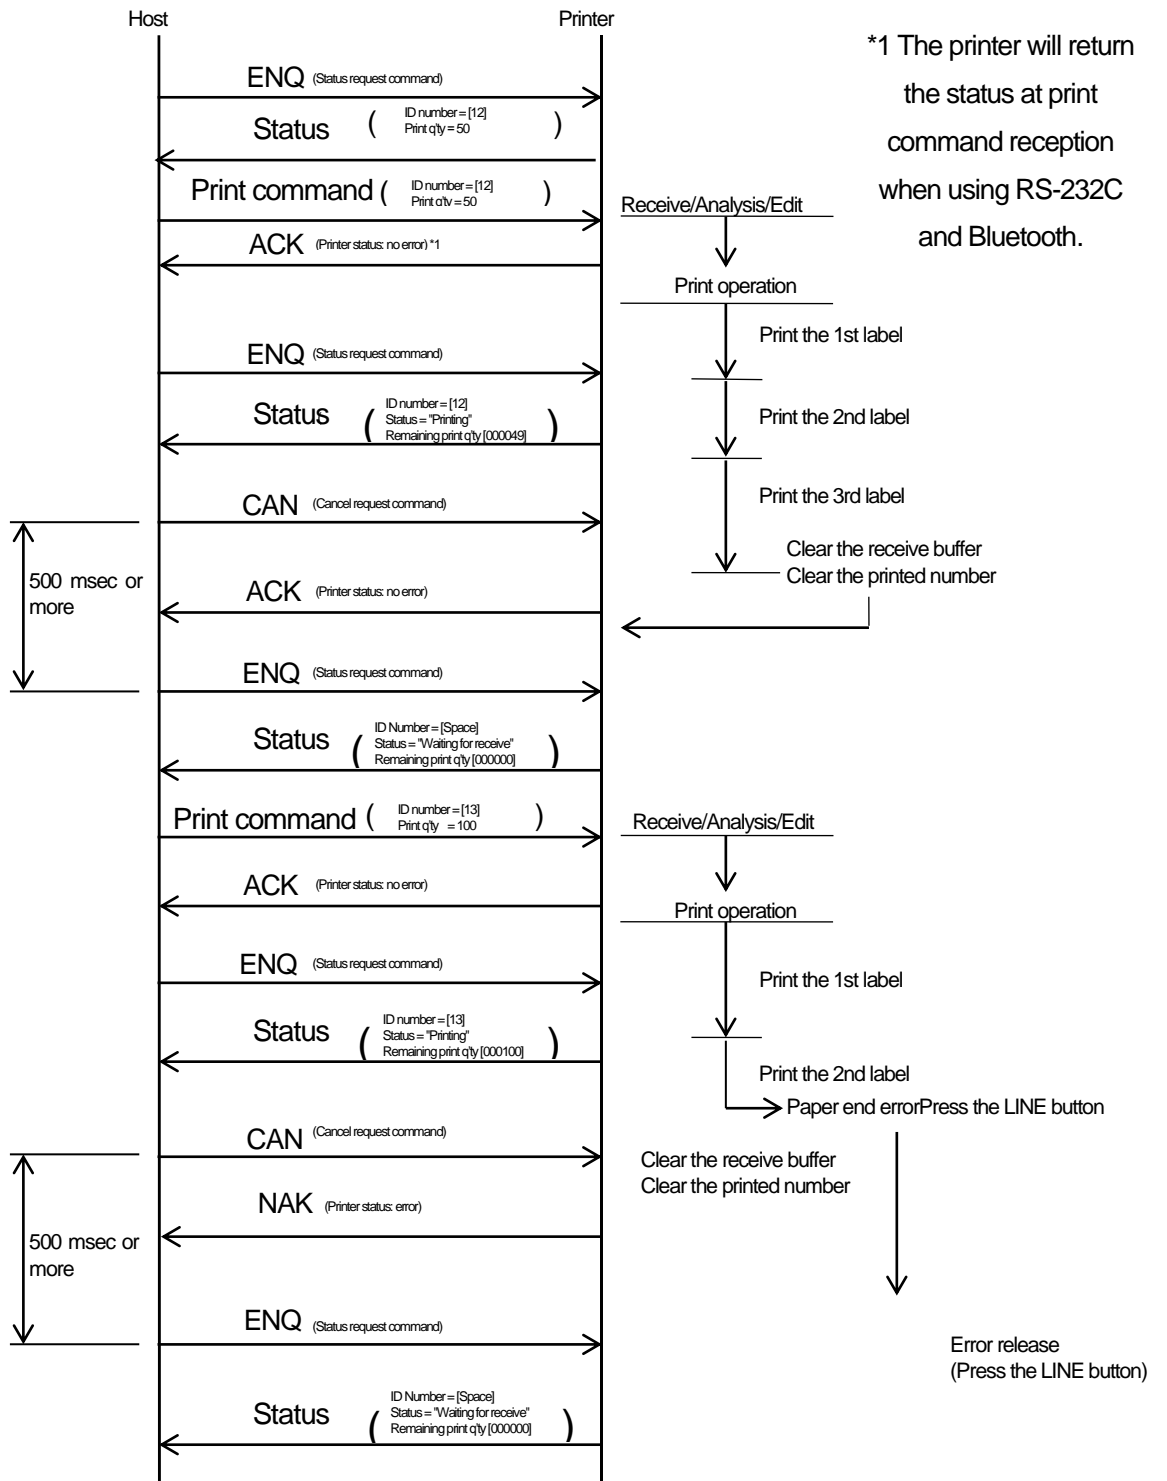 Host
Printer
*1 The printer will return
the status at print
command reception
when using RS-232C
and Bluetooth.
ENQ (Status request command)
Status ( ID number = [12] )
Print q'ty = 50
Print command ( ID number = [12] )
Print q'ty = 50
Receive/Analysis/Edit
ACK (Printer status: no error) *1
Print operation
Print the 1st label
ENQ (Status request command)
Status ( ID number = [12]
Status = "Printing"
Remaining print q'ty [000049] )
Print the 2nd label
CAN (Cancel request command)
Print the 3rd label
Clear the receive buffer
Clear the printed number
500 msec or
more
ACK (Printer status: no error)
ENQ (Status request command)
Status ( ID Number = [Space]
Status = "Waiting for receive"
Remaining print q'ty [000000] )
Print command ( ID number = [13] )
Print q'ty = 100
Receive/Analysis/Edit
ACK (Printer status: no error)
Print operation
ENQ (Status request command)
Print the 1st label
Status ( ID number = [13]
Status = "Printing"
Remaining print q'ty [000100] )
Print the 2nd label
Paper end errorPress the LINE button
CAN (Cancel request command)
Clear the receive buffer
Clear the printed number
NAK (Printer status: error)
500 msec or
more
ENQ (Status request command)
Error release
(Press the LINE button)
Status ( ID Number = [Space]
Status = "Waiting for receive"
Remaining print q'ty [000000] )